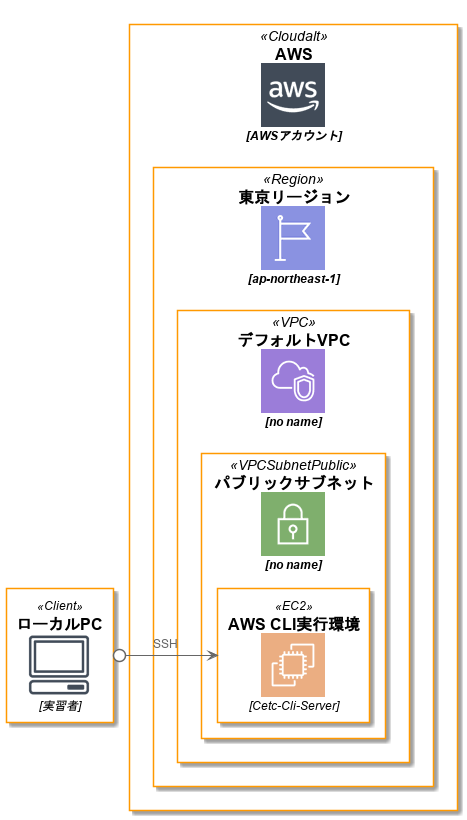 «Cloudalt»
AWS
aws
[AWSアカウント]
«Region»
東京リージョン
[ap-northeast-1]
«VPC»
デフォルトVPC
[no name]
«VPCSubnetPublic»
パブリックサブネット
[no name]
«Client»
ローカルPC
[実習者]
SSH
«EC2»
AWS CLI実行環境
[Cetc-Cli-Server]